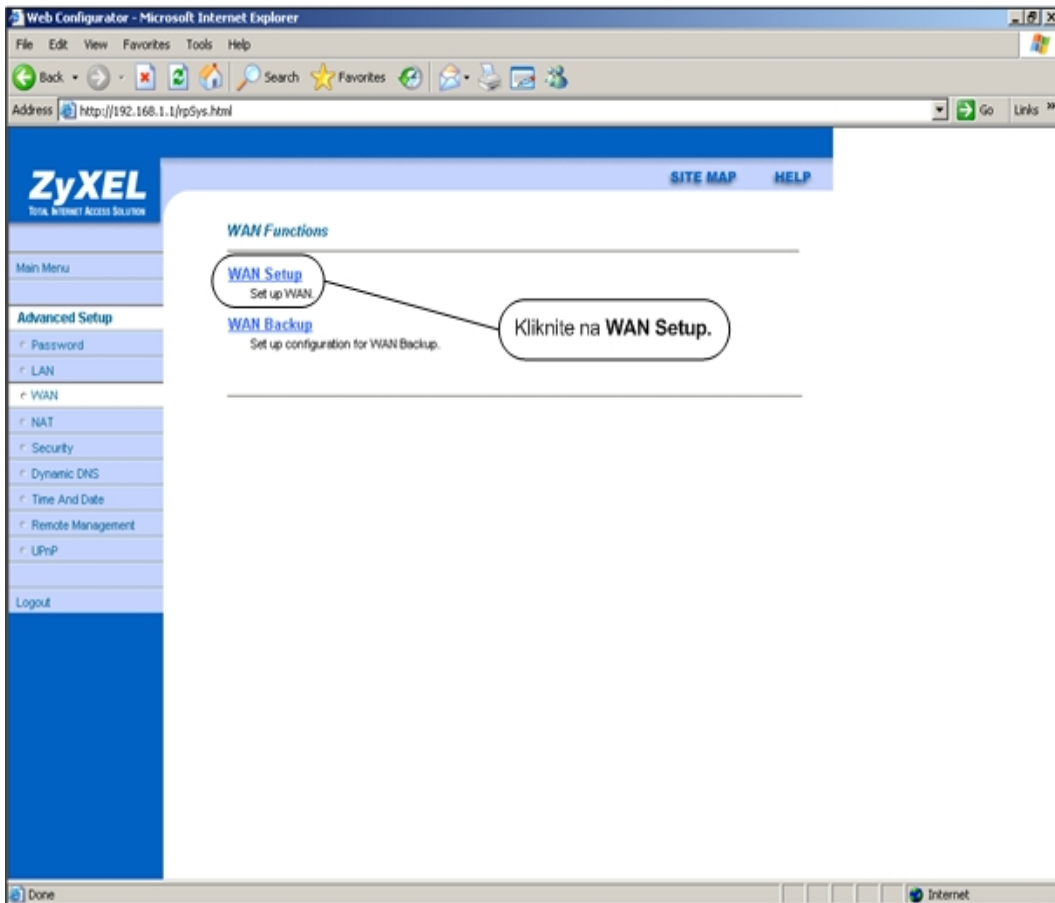 Web Configurator - Microsoft Internet Explorer
File Edit View Favorites Tools Help
Back Search Favorites
Address http://192.168.1.1/rpSys.html Go Links »
ZyXEL
TOTAL INTERNET ACCESS SOLUTION
SITE MAP HELP
Main Menu
Advanced Setup
Password
LAN
WAN
NAT
Security
Dynamic DNS
Time And Date
Remote Management
UPnP
Logout
WAN Functions
WAN Setup
Set up WAN.
WAN Backup
Set up configuration for WAN Backup.
Kliknite na WAN Setup.
Done
Internet